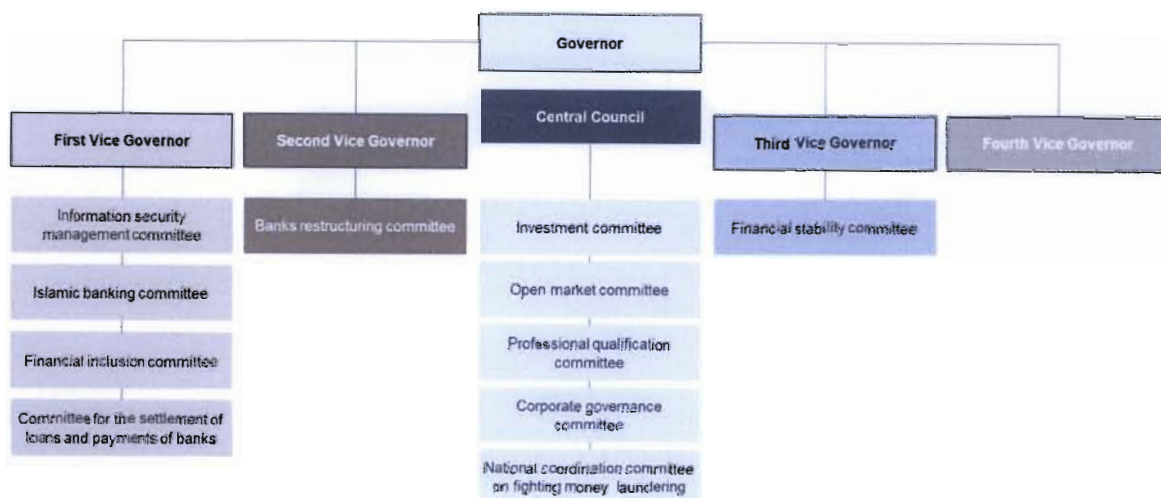 Governor
Central Council
First Vice Governor
Second Vice Governor
Third Vice Governor
Fourth Vice Governor
Information security
management committee
Banks restructuring committee
Investment committee
Financial stability committee
Islamic banking committee
Open market committee
Financial inclusion committee
Professional qualification
committee
Committee for the settlement of
loans and payments of banks
Corporate governance
committee
National coordination committee
on fighting money laundering